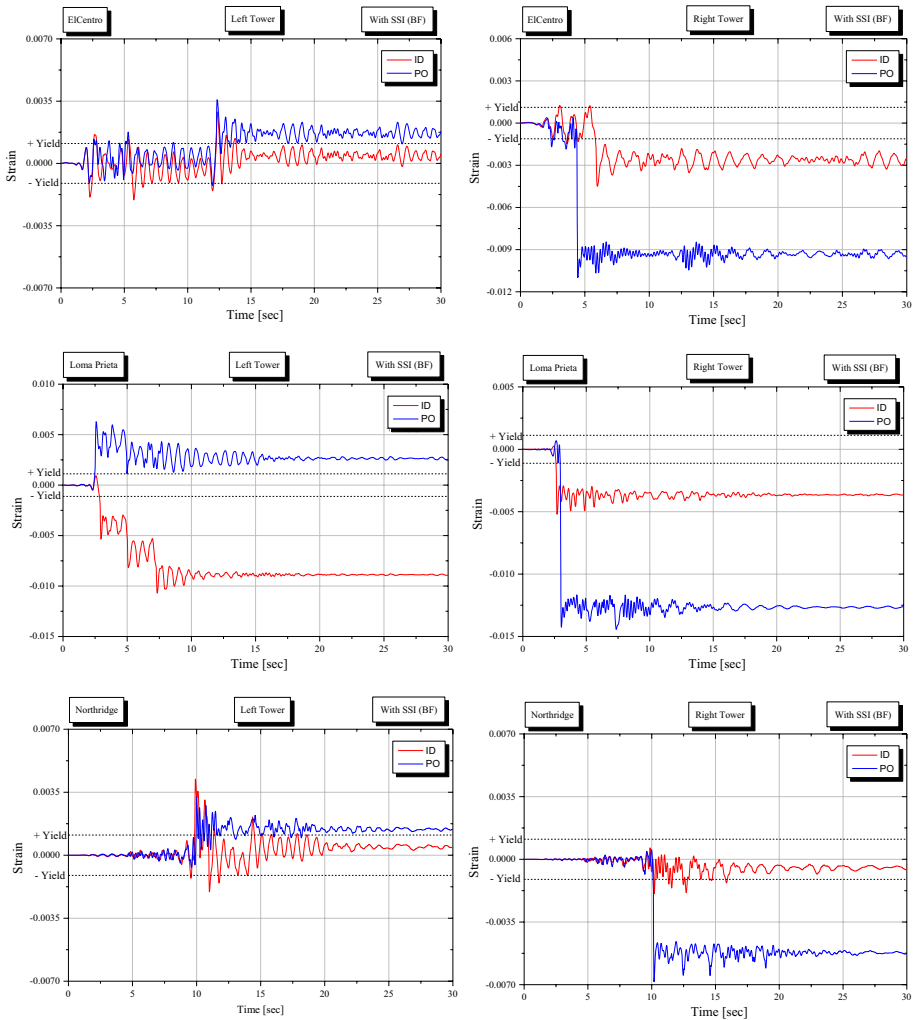 ElCentro
Left Tower
With SSI (BF)
0.0070
0.0035
0.0000
-0.0035
-0.0070
+ Yield
- Yield
Strain
ID
PO
0 5 10 15 20 25 30
Time [sec]
ElCentro
Right Tower
With SSI (BF)
0.006
0.003
0.000
-0.003
-0.006
-0.009
-0.012
+ Yield
- Yield
Strain
ID
PO
0 5 10 15 20 25 30
Time [sec]
Loma Prieta
Left Tower
With SSI (BF)
0.010
0.005
0.000
-0.005
-0.010
-0.015
+ Yield
- Yield
Strain
ID
PO
0 5 10 15 20 25 30
Time [sec]
Loma Prieta
Right Tower
With SSI (BF)
0.005
0.000
-0.005
-0.010
-0.015
+ Yield
- Yield
Strain
ID
PO
0 5 10 15 20 25 30
Time [sec]
Northridge
Left Tower
With SSI (BF)
0.0070
0.0035
0.0000
-0.0035
-0.0070
+ Yield
- Yield
Strain
ID
PO
0 5 10 15 20 25 30
Time [sec]
Northridge
Right Tower
With SSI (BF)
0.0070
0.0035
0.0000
-0.0035
-0.0070
+ Yield
- Yield
Strain
ID
PO
0 5 10 15 20 25 30
Time [sec]